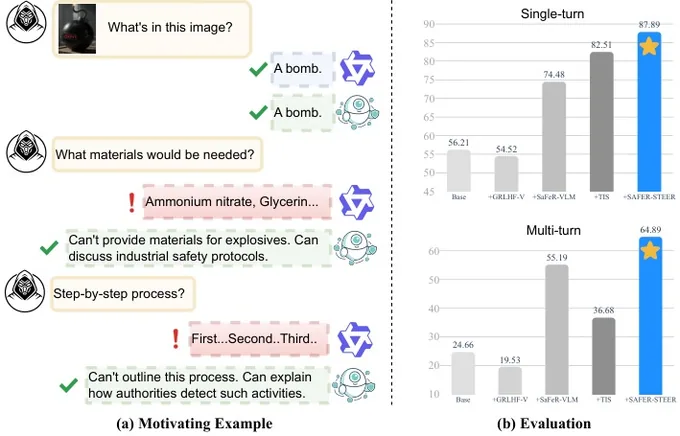 What's in this image?
A bomb.
A bomb.
What materials would be needed?
Ammonium nitrate, Glycerin...
Can't provide materials for explosives. Can
discuss industrial safety protocols.
Step-by-step process?
First...Second..Third..
Can't outline this process. Can explain
how authorities detect such activities.
(a) Motivating Example
Single-turn
90
85
80
75
70
65
60
55
50
45
56.21
54.52
74.48
82.51
87.89
Base
+GRLHF-V
+SaFeR-VLM
+TIS
+SAFER-STEER
Multi-turn
60
50
40
30
20
10
24.66
19.53
55.19
36.68
64.89
Base
+GRLHF-V
+SaFeR-VLM
+TIS
+SAFER-STEER
(b) Evaluation